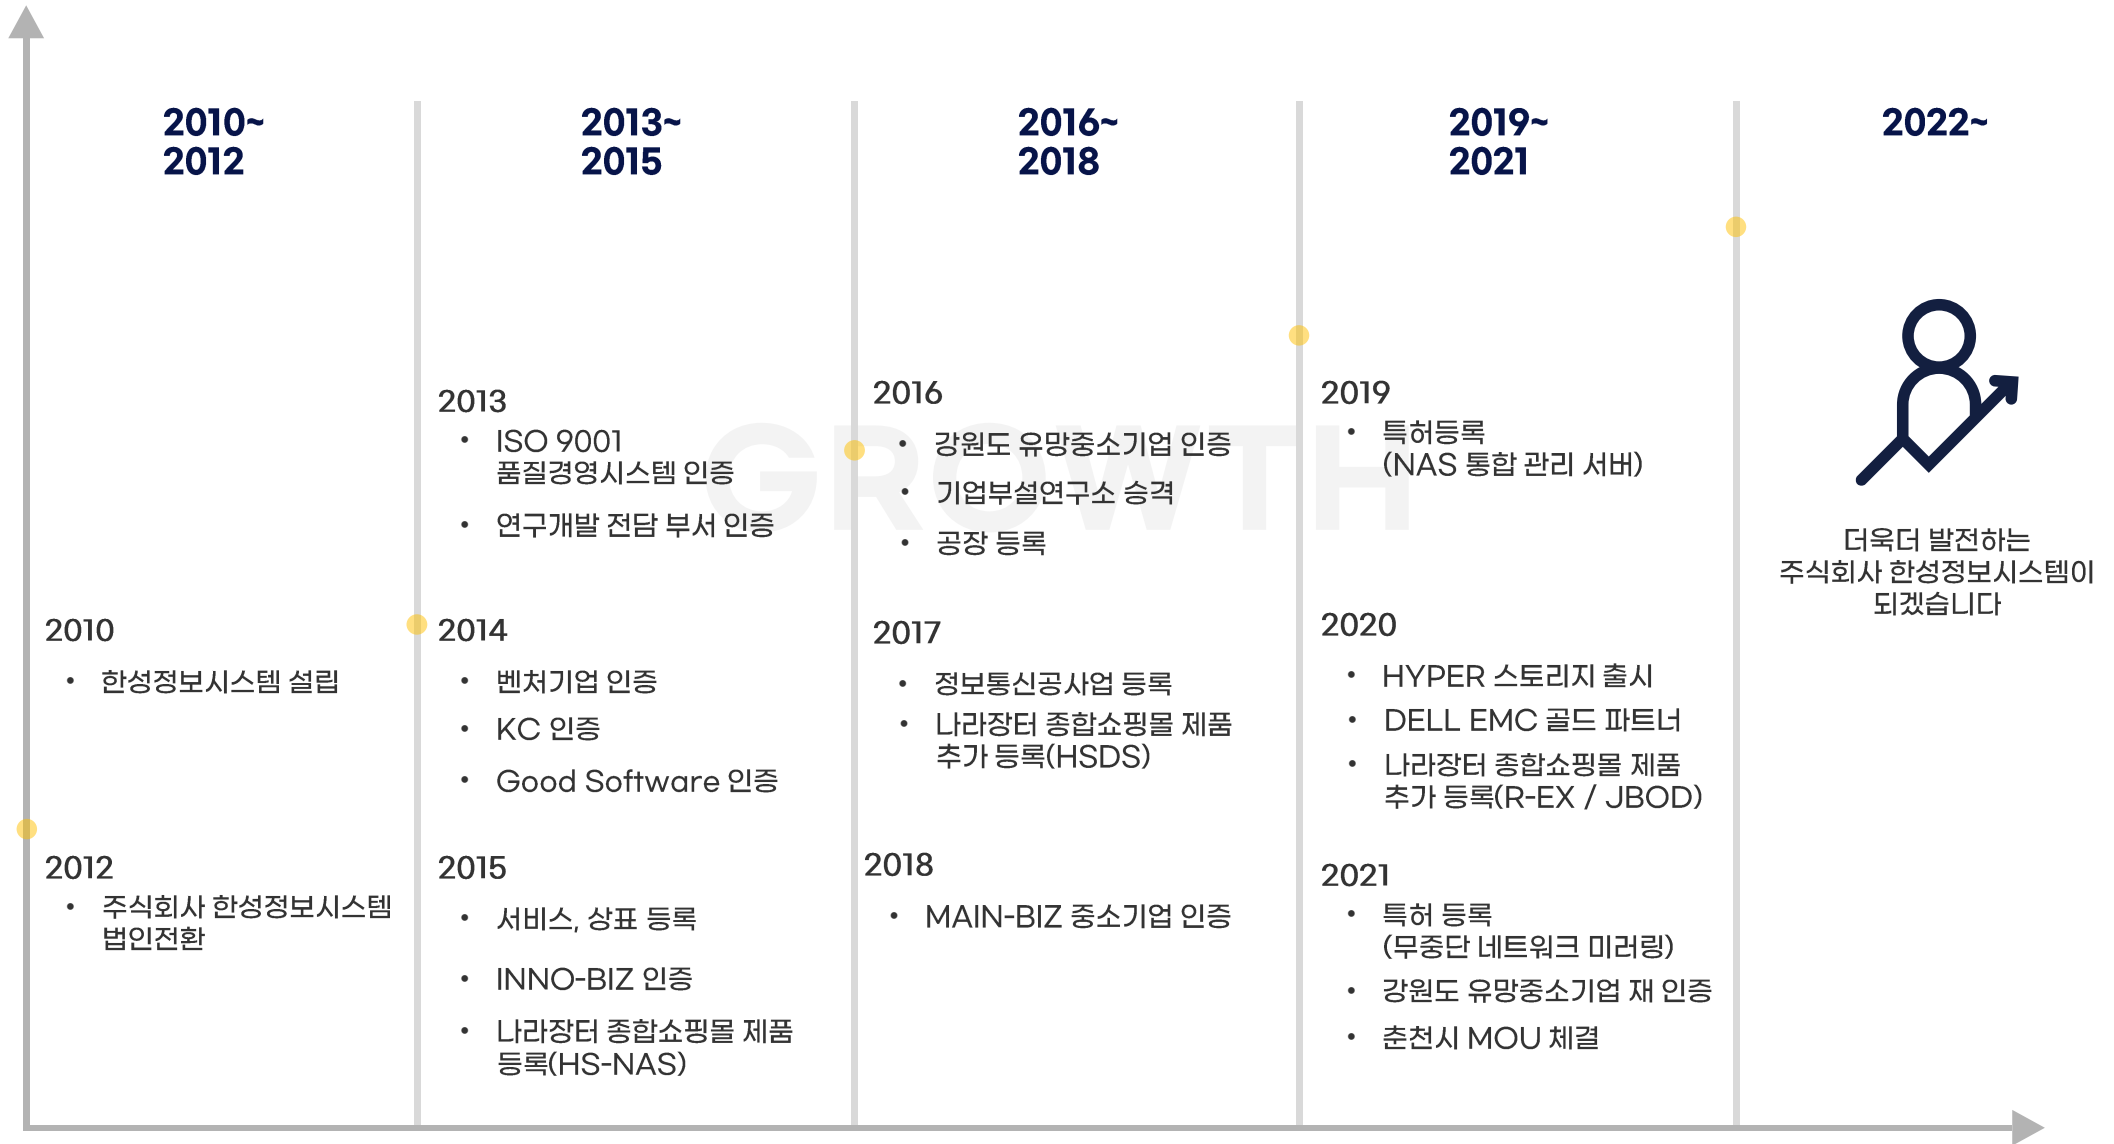 2010~
2012
2010
• 한성정보시스템 설립
2012
• 주식회사 한성정보시스템
법인전환
2013~
2015
2013
• ISO 9001
품질경영시스템 인증
• 연구개발 전담 부서 인증
2014
• 벤처기업 인증
• KC 인증
• Good Software 인증
2015
• 서비스, 상표 등록
• INNO-BIZ 인증
• 나라장터 종합쇼핑몰 제품
등록(HS-NAS)
2016~
2018
GROWTH
2016
• 강원도 유망중소기업 인증
• 기업부설연구소 승격
• 공장 등록
2017
• 정보통신공사업 등록
• 나라장터 종합쇼핑몰 제품
추가 등록(HSDS)
2018
• MAIN-BIZ 중소기업 인증
2019~
2021
2019
• 특허등록
(NAS 통합 관리 서버)
2020
• HYPER 스토리지 출시
• DELL EMC 골드 파트너
• 나라장터 종합쇼핑몰 제품
추가 등록(R-EX / JBOD)
2021
• 특허 등록
(무중단 네트워크 미러링)
• 강원도 유망중소기업 재 인증
• 춘천시 MOU 체결
2022~
더욱더 발전하는
주식회사 한성정보시스템이
되겠습니다